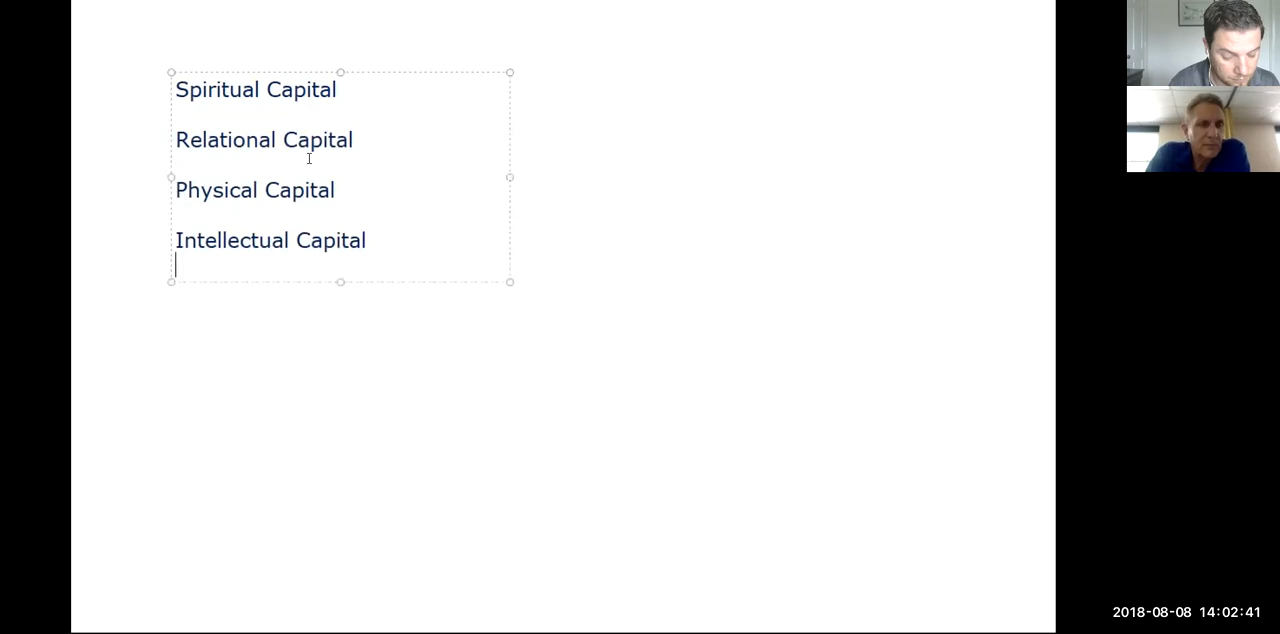 Spiritual Capital
Relational Capital
Physical Capital
Intellectual Capital
2018-08-08 14:02:41